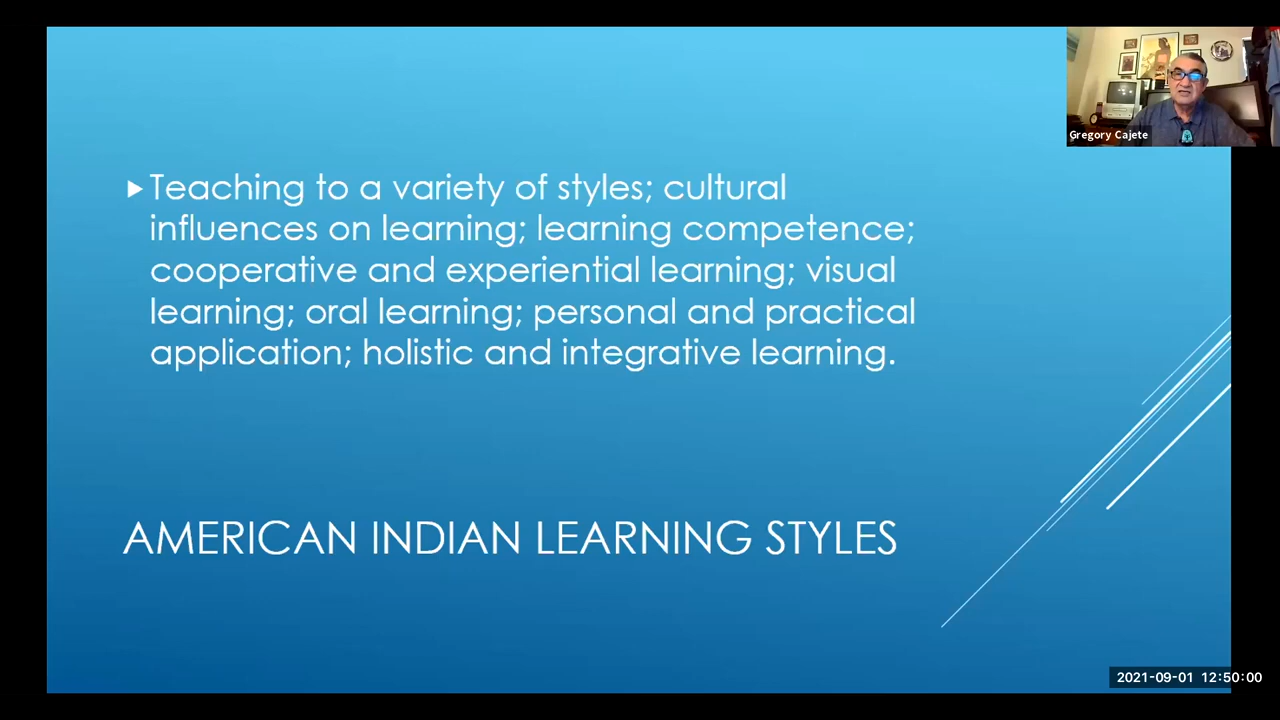 Gregory Cajete
Teaching to a variety of styles; cultural
influences on learning; learning competence;
cooperative and experiential learning; visual
learning; oral learning; personal and practical
application; holistic and integrative learning.
AMERICAN INDIAN LEARNING STYLES
2021-09-01 12:50:00